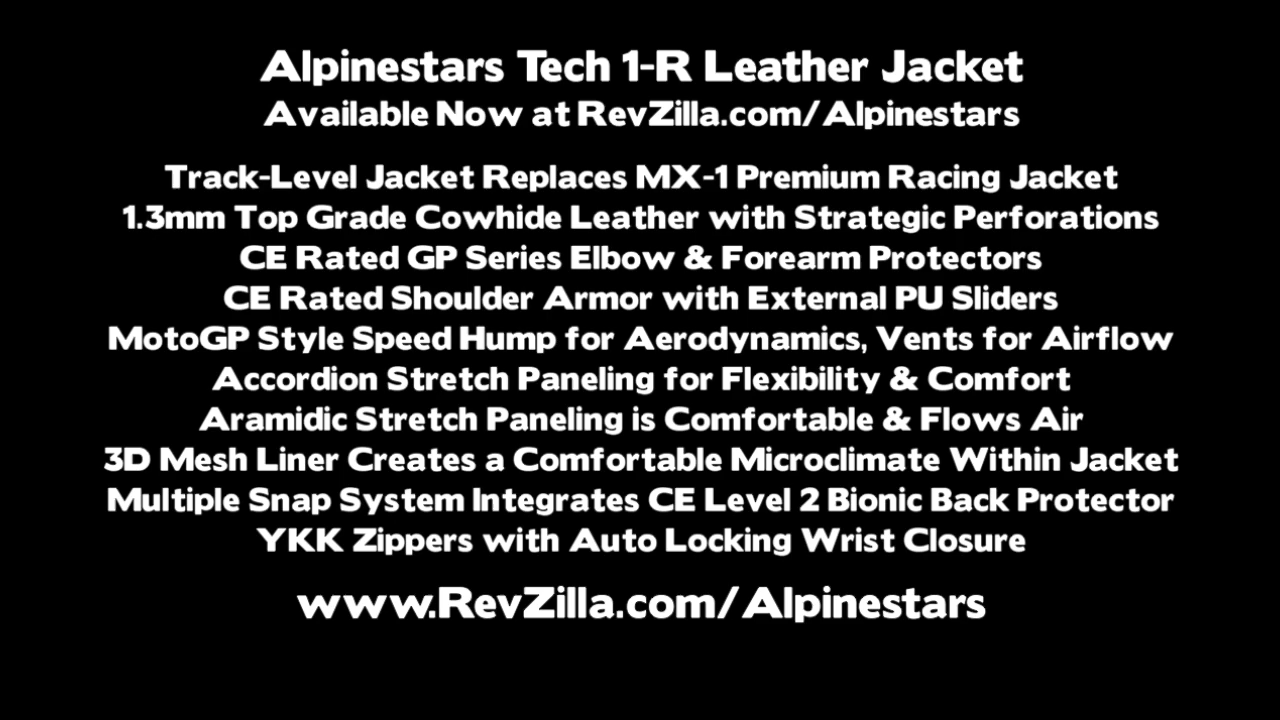 Alpinestars Tech 1-R Leather Jacket
Available Now at RevZilla.com/Alpinestars
Track-Level Jacket Replaces MX-1 Premium Racing Jacket
1.3mm Top Grade Cowhide Leather with Strategic Perforations
CE Rated GP Series Elbow & Forearm Protectors
CE Rated Shoulder Armor with External PU Sliders
MotoGP Style Speed Hump for Aerodynamics, Vents for Airflow
Accordion Stretch Paneling for Flexibility & Comfort
Aramidic Stretch Paneling is Comfortable & Flows Air
3D Mesh Liner Creates a Comfortable Microclimate Within Jacket
Multiple Snap System Integrates CE Level 2 Bionic Back Protector
YKK Zippers with Auto Locking Wrist Closure
www.RevZilla.com/Alpinestars